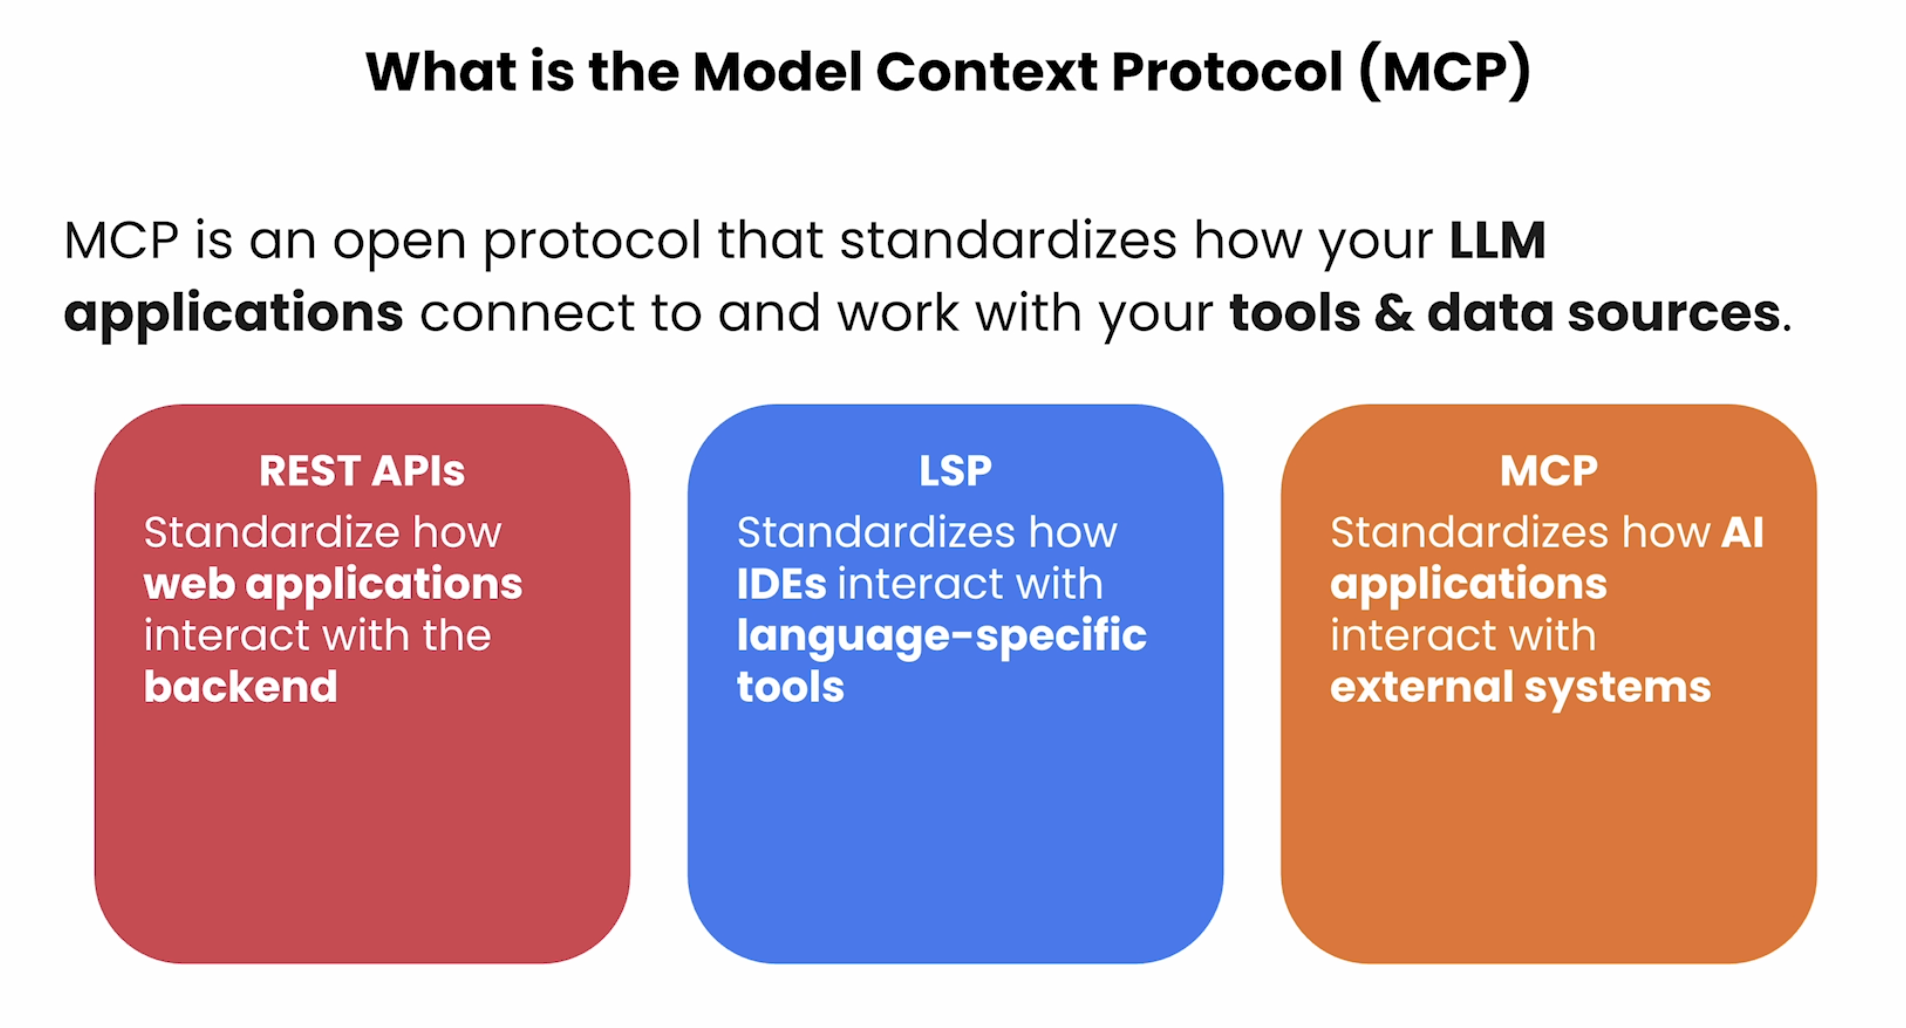 What is the Model Context Protocol (MCP)
MCP is an open protocol that standardizes how your LLM
applications connect to and work with your tools & data sources.
REST APIs
Standardize how
web applications
interact with the
backend
LSP
Standardizes how
IDEs interact with
language-specific
tools
MCP
Standardizes how AI
applications
interact with
external systems